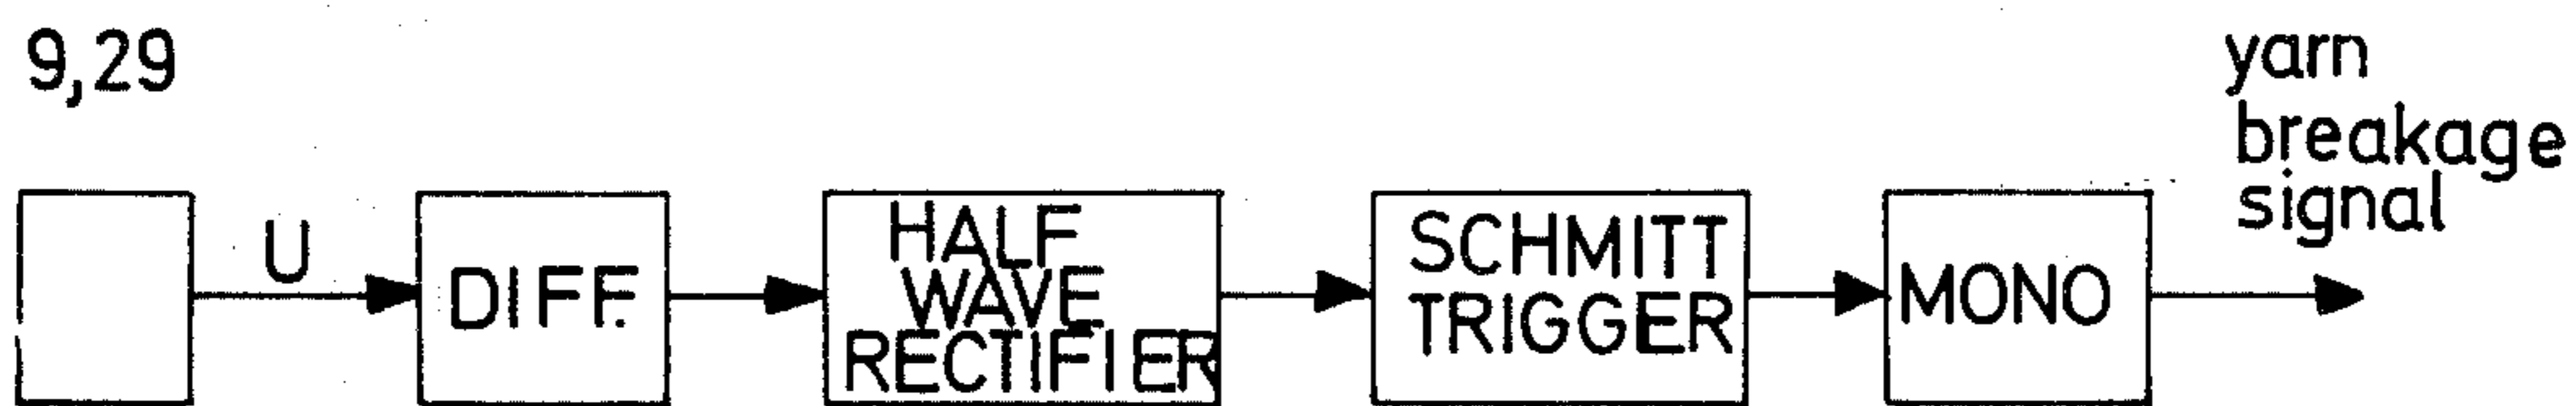 9,29
yarn
breakage
signal
U
DIFF.
HALF
WAVE
RECTIFIER
SCHMITT
TRIGGER
MONO